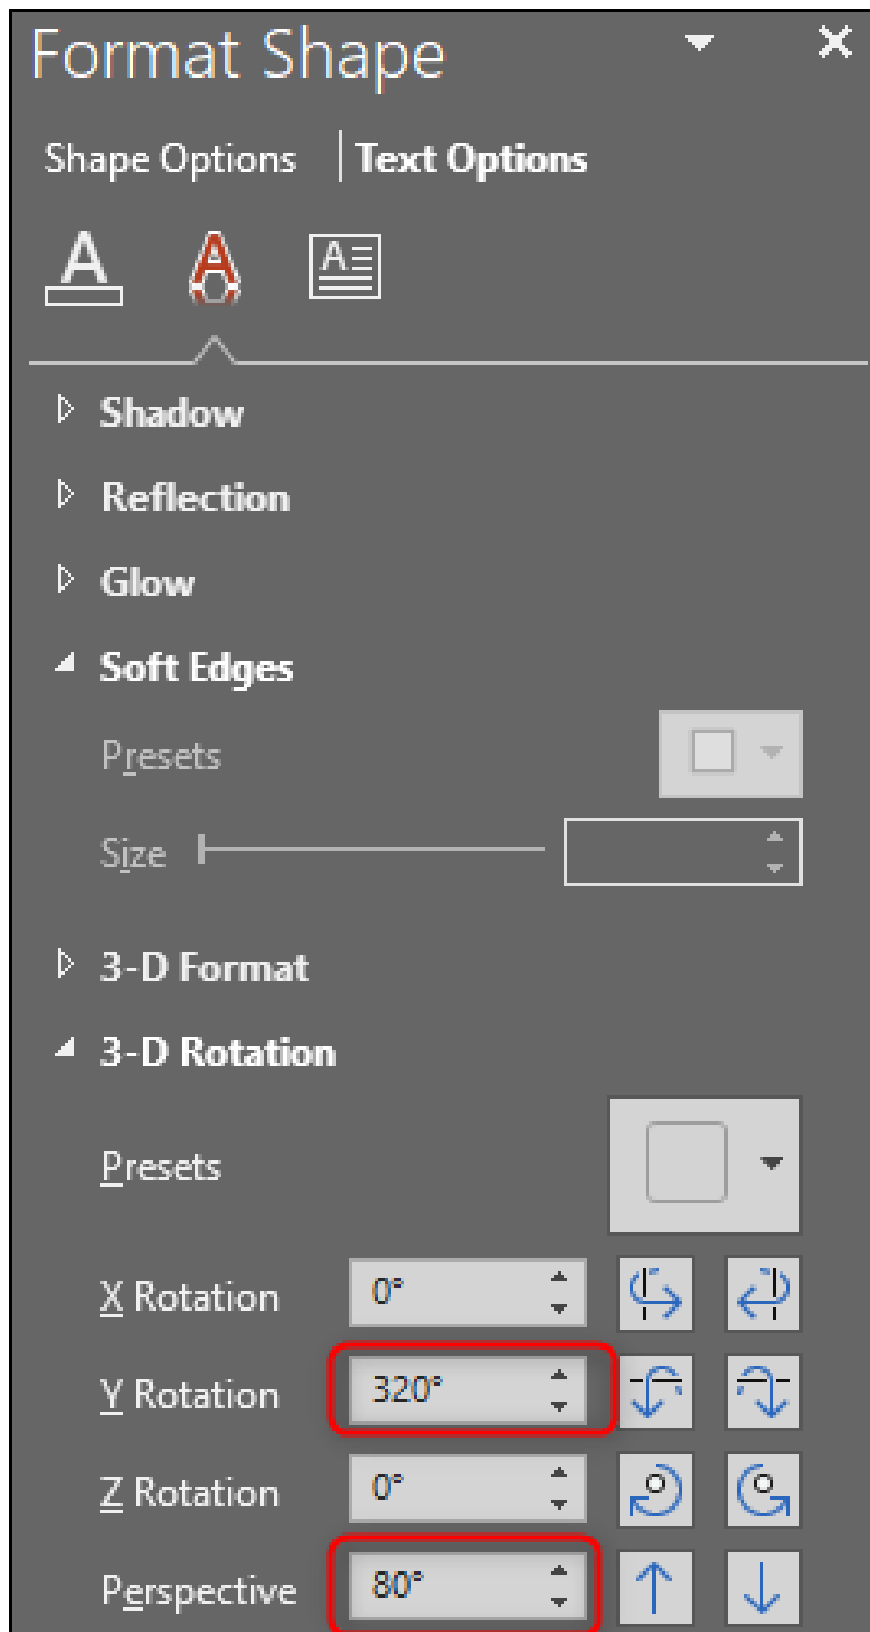 Format Shape
Shape Options | Text Options
Shadow
Reflection
Glow
Soft Edges
Presets
Size
3-D Format
3-D Rotation
Presets
X Rotation 0°
Y Rotation 320°
Z Rotation 0°
Perspective 80°